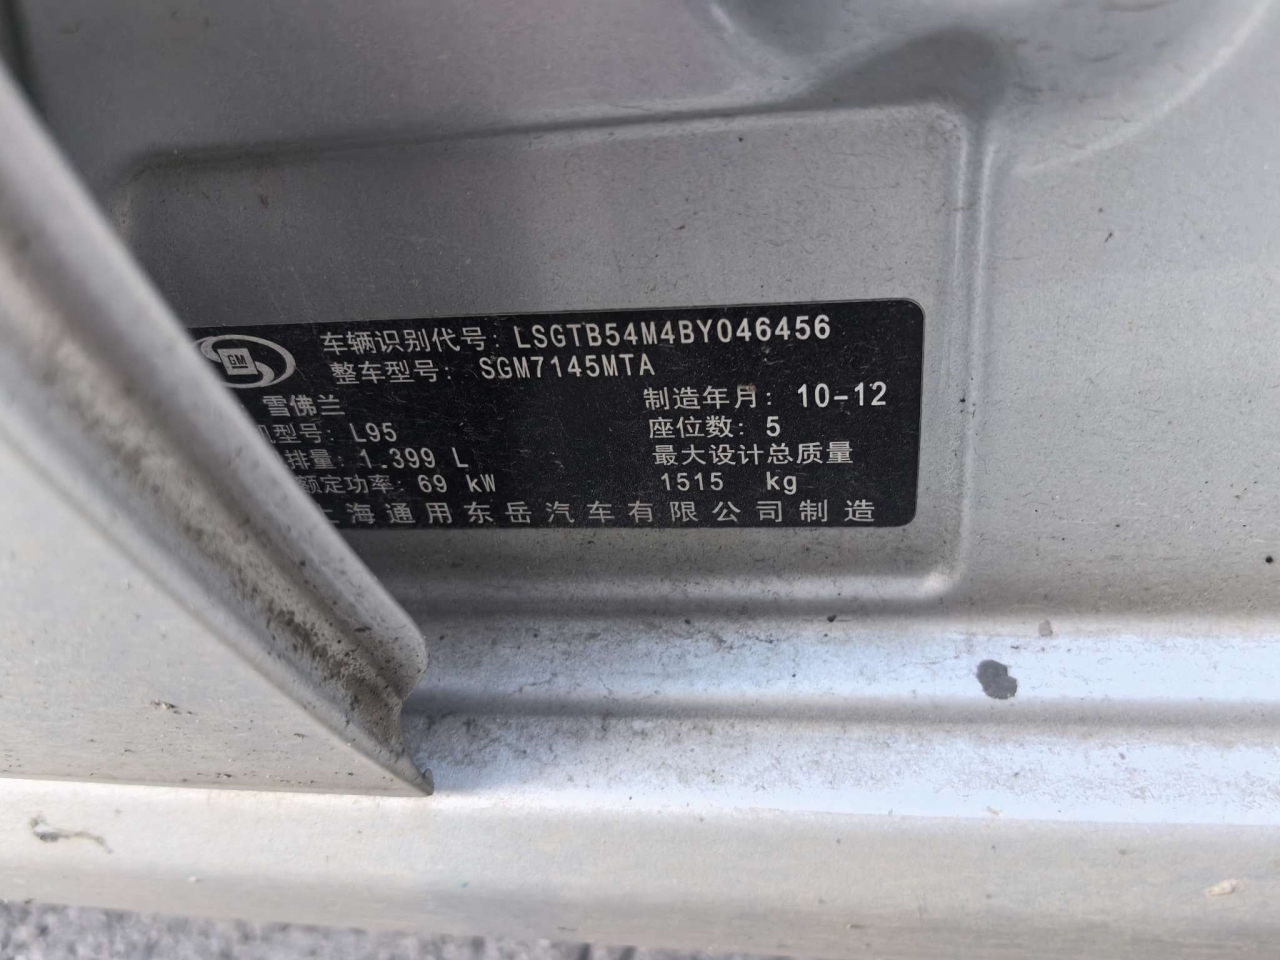 GM
车辆识别代号: LSGTB54M4BY046456
整车型号: SGM7145MTA
雪佛兰 制造年月: 10-12
机型号: L95 座位数: 5
排量: 1.399 L 最大设计总质量
额定功率: 69 kW 1515 kg
上海通用东岳汽车有限公司制造